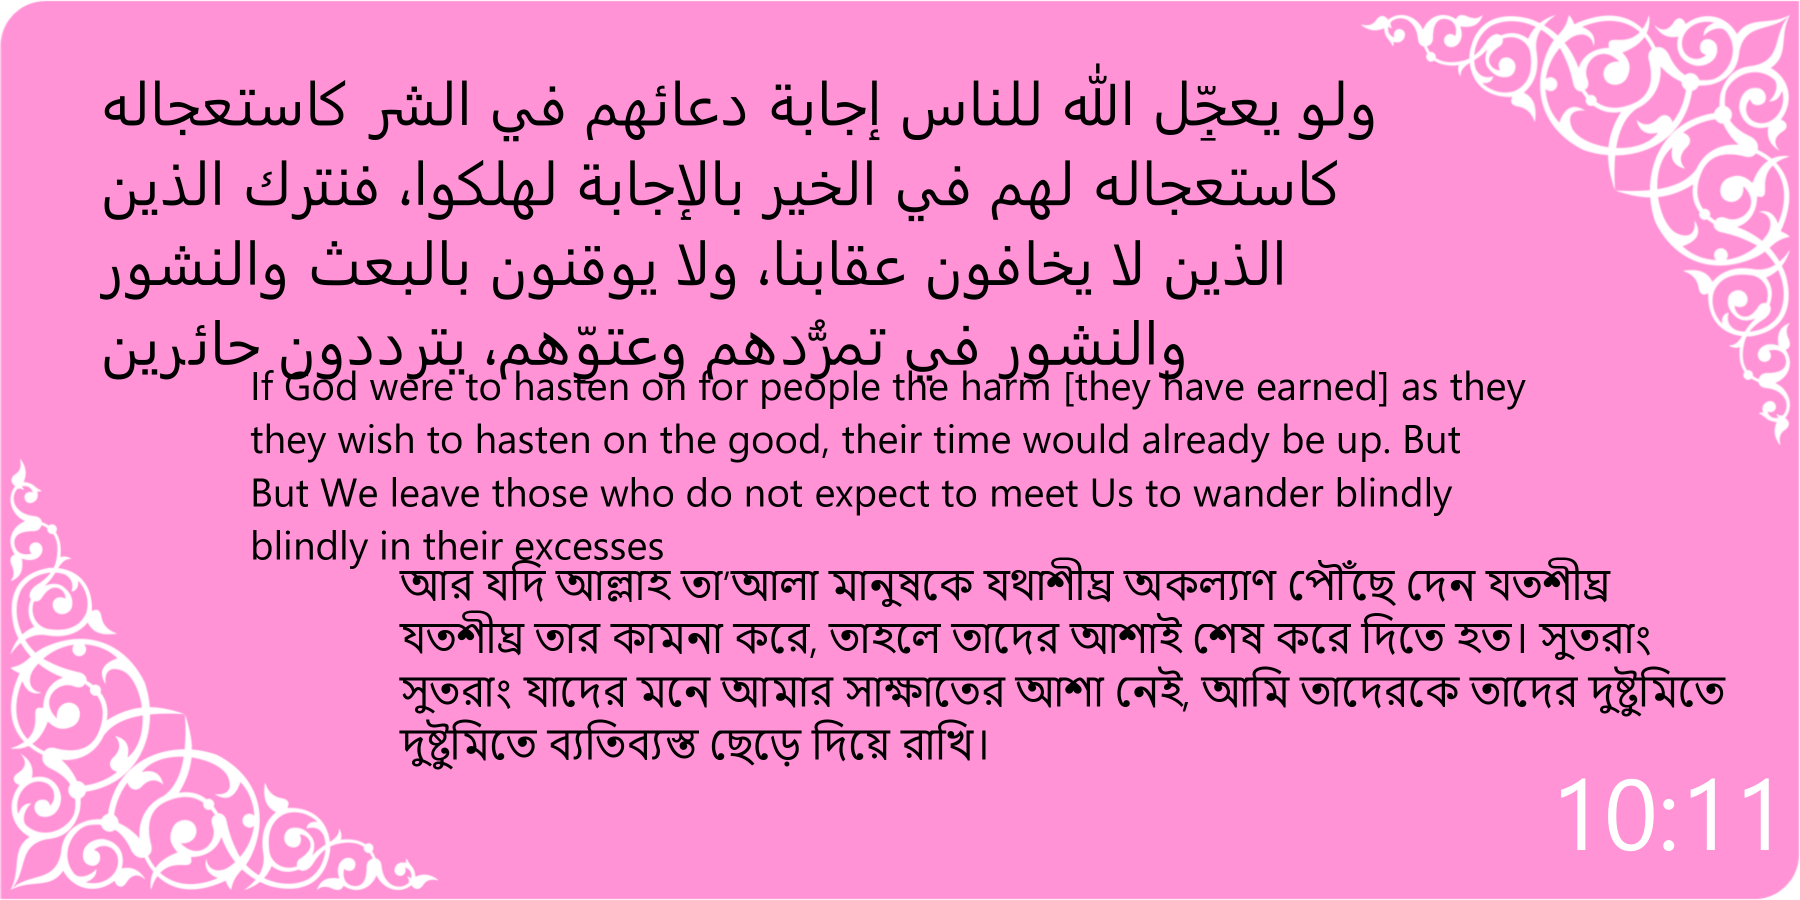 ولو يعجِّل الله للناس إجابة دعائهم في الشر كاستعجاله
كاستعجاله لهم في الخير بالإجابة لهلكوا، فنترك الذين
الذين لا يخافون عقابنا، ولا يوقنون بالبعث والنشور
والنشور في تمرُّدهم وعتوِّهم، يترددون حائرين
If God were to hasten on for people the harm [they have earned] as they
they wish to hasten on the good, their time would already be up. But
But We leave those who do not expect to meet Us to wander blindly
blindly in their excesses
আর যদি আল্লাহ তা‘আলা মানুষকে যথাশীঘ্র অকল্যাণ পৌঁছে দেন যতশীঘ্র
যতশীঘ্র তার কামনা করে, তাহলে তাদের আশাই শেষ করে দিতে হত। সুতরাং
সুতরাং যাদের মনে আমার সাক্ষাতের আশা নেই, আমি তাদেরকে তাদের দুষ্টুমিতে
দুষ্টুমিতে ব্যতিব্যস্ত ছেড়ে দিয়ে রাখি।
10:11